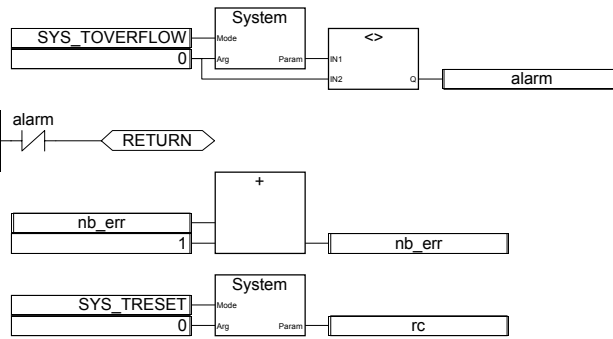 System
SYS_TOVERFLOW Mode <>
0 Arg Param IN1
IN2 Q alarm
alarm
RETURN
+
nb_err
1 nb_err
System
SYS_TRESET Mode
0 Arg Param rc